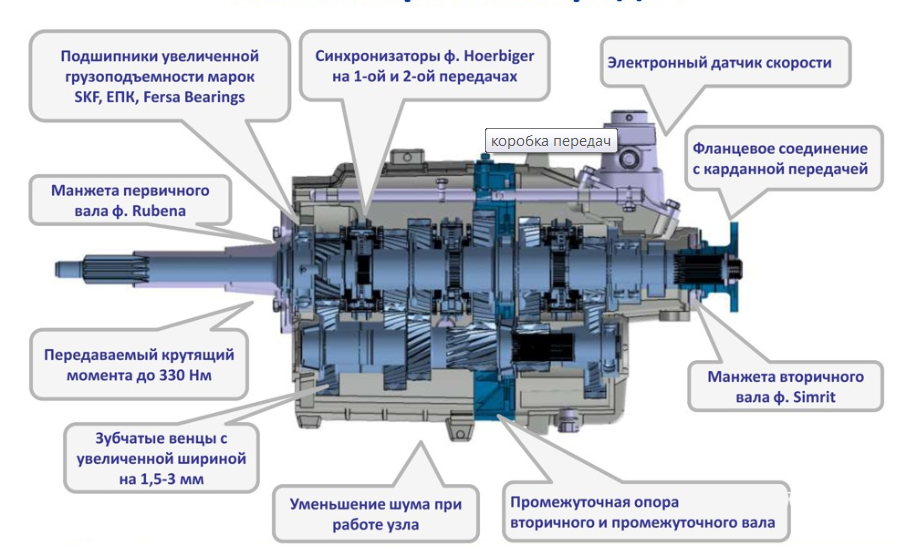 Подшипники увеличенной
грузоподъемности марок
SKF, ЕПК, Fersa Bearings
Синхронизаторы ф. Hoerbiger
на 1-ой и 2-ой передачах
Электронный датчик скорости
коробка передач
Фланцевое соединение
с карданной передачей
Манжета первичного
вала ф. Rubena
Передаваемый крутящий
момента до 330 Нм
Манжета вторичного
вала ф. Simrit
Зубчатые венцы с
увеличенной шириной
на 1,5-3 мм
Уменьшение шума при
работе узла
Промежуточная опора
вторичного и промежуточного вала